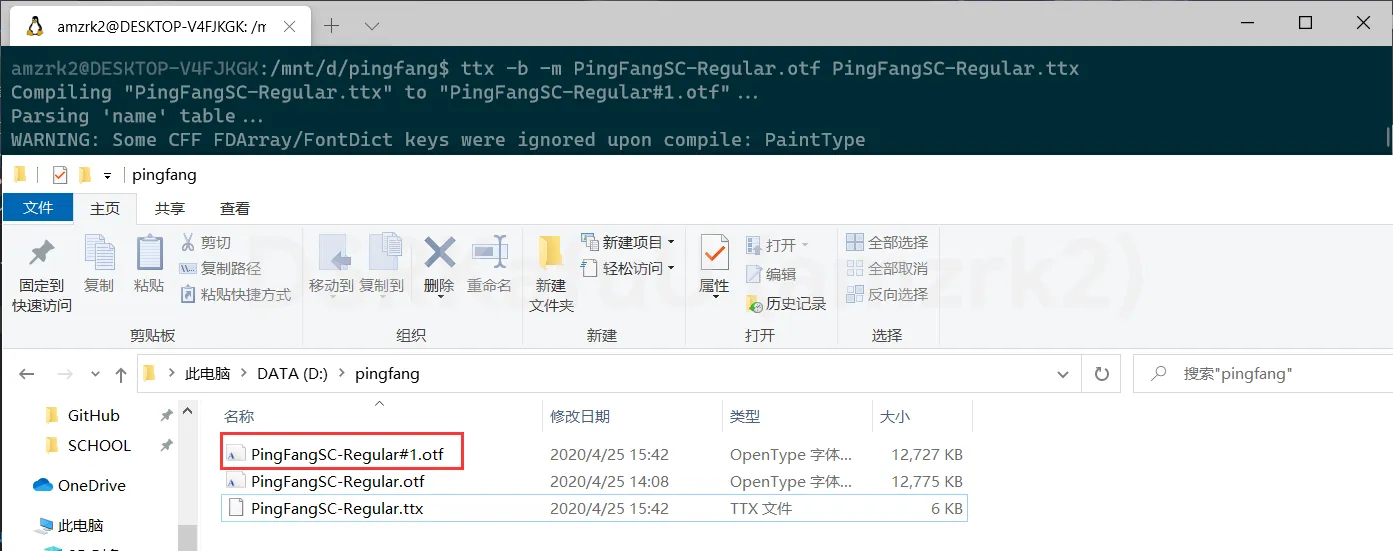 amzrk2@DESKTOP-V4FJKGK: /m
amzrk2@DESKTOP-V4FJKGK:/mnt/d/pingfang$ ttx -b -m PingFangSC-Regular.otf PingFangSC-Regular.ttx
Compiling "PingFangSC-Regular.ttx" to "PingFangSC-Regular#1.otf"...
Parsing 'name' table...
WARNING: Some CFF FDArray/FontDict keys were ignored upon compile: PaintType
pingfang
文件 主页 共享 查看
固定到
快速访问
复制
粘贴
剪切
复制路径
粘贴快捷方式
剪贴板
移动到 复制到 删除 重命名
组织
新建
文件夹
新建项目
轻松访问
新建
属性
打开
编辑
历史记录
打开
全部选择
全部取消
反向选择
选择
此电脑 DATA (D:) pingfang
搜索"pingfang"
GitHub
SCHOOL
OneDrive
此电脑
名称 修改日期 类型 大小
PingFangSC-Regular#1.otf 2020/4/25 15:42 OpenType 字体... 12,727 KB
PingFangSC-Regular.otf 2020/4/25 14:08 OpenType 字体... 12,775 KB
PingFangSC-Regular.ttx 2020/4/25 15:42 TTX 文件 6 KB